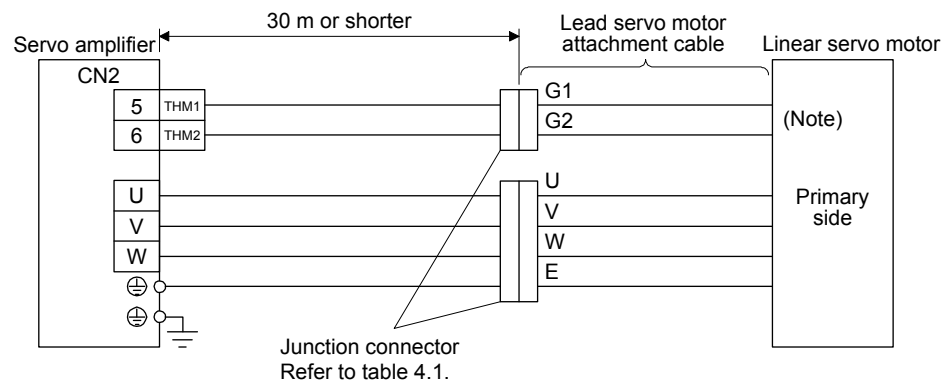 30 m or shorter
Lead servo motor
attachment cable
Servo amplifier
Linear servo motor
CN2
5 THM1
6 THM2
G1
G2
(Note)
U
V
W
U
V
W
E
Primary
side
Junction connector
Refer to table 4.1.